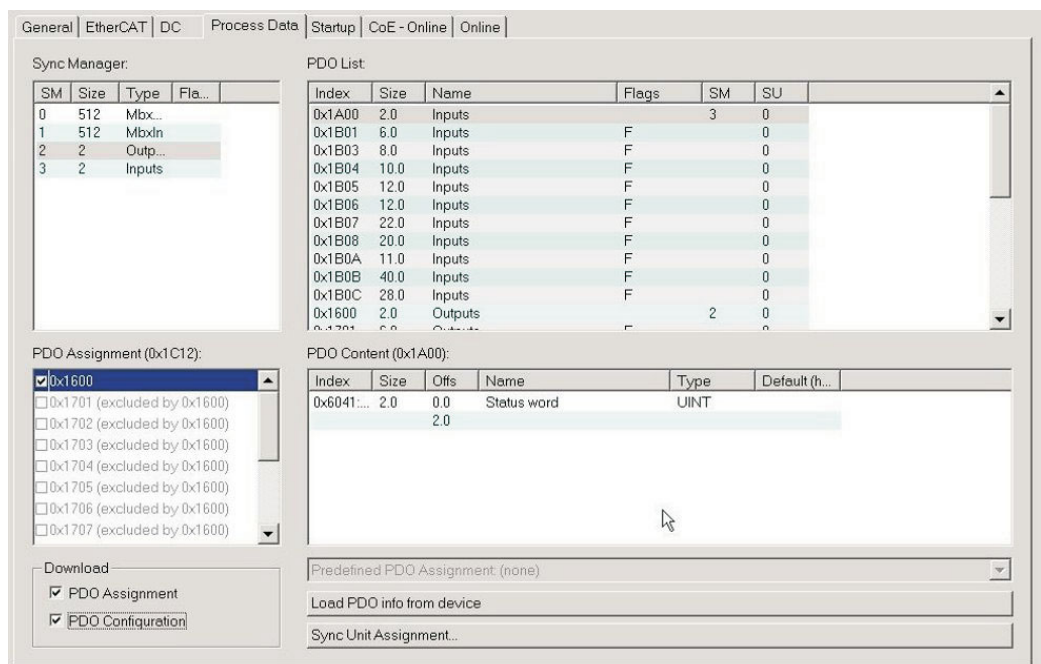 General EtherCAT DC Process Data Startup CoE - Online Online
Sync Manager:
SM Size Type Fla...
0 512 Mbx...
1 512 MbxIn
2 2 Outp...
3 2 Inputs
PDO List:
Index Size Name Flags SM SU
0x1A00 2.0 Inputs 3 0
0x1B01 6.0 Inputs F 0
0x1B03 8.0 Inputs F 0
0x1B04 10.0 Inputs F 0
0x1B05 12.0 Inputs F 0
0x1B06 12.0 Inputs F 0
0x1B07 22.0 Inputs F 0
0x1B08 20.0 Inputs F 0
0x1B0A 11.0 Inputs F 0
0x1B0B 40.0 Inputs F 0
0x1B0C 28.0 Inputs F 0
0x1600 2.0 Outputs 2 0
PDO Assignment (0x1C12):
0x1600
0x1701 (excluded by 0x1600)
0x1702 (excluded by 0x1600)
0x1703 (excluded by 0x1600)
0x1704 (excluded by 0x1600)
0x1705 (excluded by 0x1600)
0x1706 (excluded by 0x1600)
0x1707 (excluded by 0x1600)
PDO Content (0x1A00):
Index Size Offs Name Type Default (h...
0x6041:... 2.0 0.0 Status word UINT
2.0
Download
PDO Assignment
PDO Configuration
Predefined PDO Assignment: (none)
Load PDO info from device
Sync Unit Assignment...